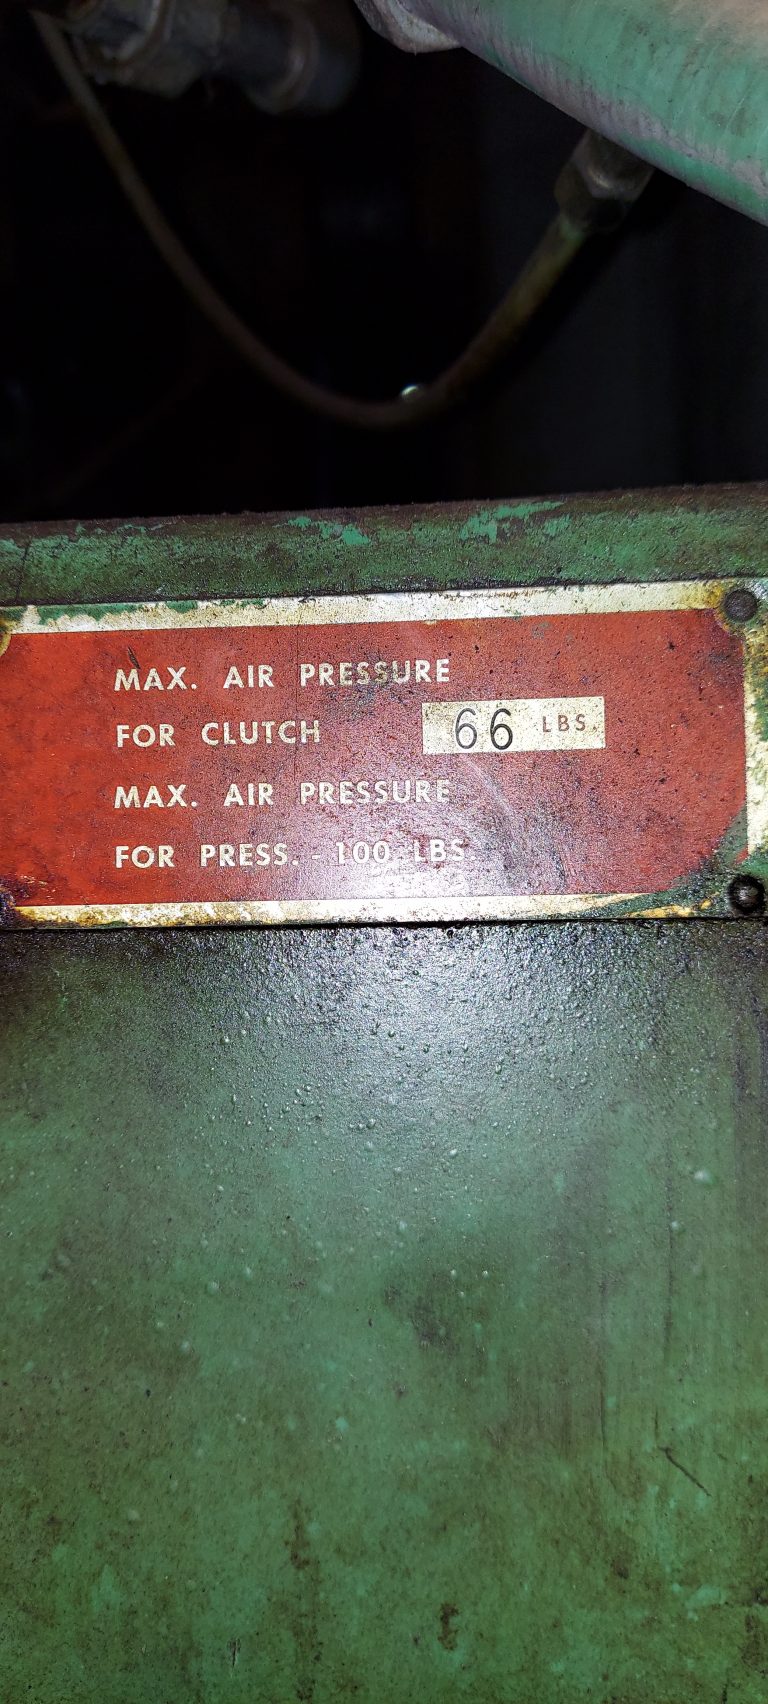 MAX. AIR PRESSURE
FOR CLUTCH 66 LBS.
MAX. AIR PRESSURE
FOR PRESS. - 100 LBS.